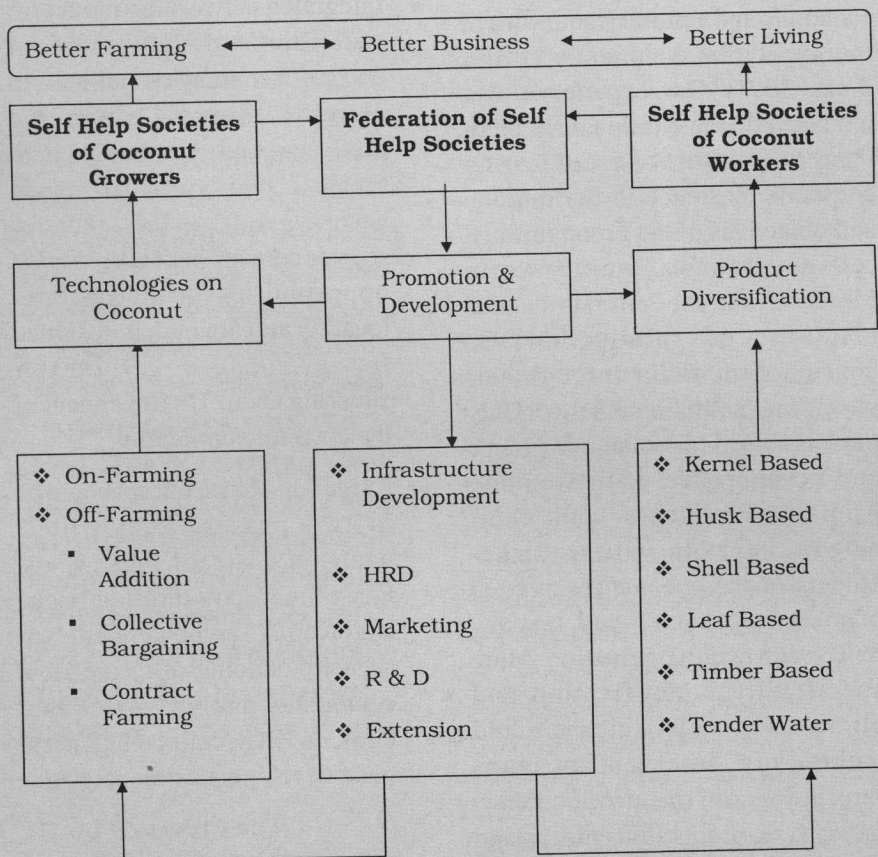 Better Farming Better Business Better Living
Self Help Societies
of Coconut
Growers
Federation of Self
Help Societies
Self Help Societies
of Coconut
Workers
Technologies on
Coconut
Promotion &
Development
Product
Diversification
❖ On-Farming
❖ Off-Farming
▪ Value
Addition
▪ Collective
Bargaining
▪ Contract
Farming
❖ Infrastructure
Development
❖ HRD
❖ Marketing
❖ R & D
❖ Extension
❖ Kernel Based
❖ Husk Based
❖ Shell Based
❖ Leaf Based
❖ Timber Based
❖ Tender Water